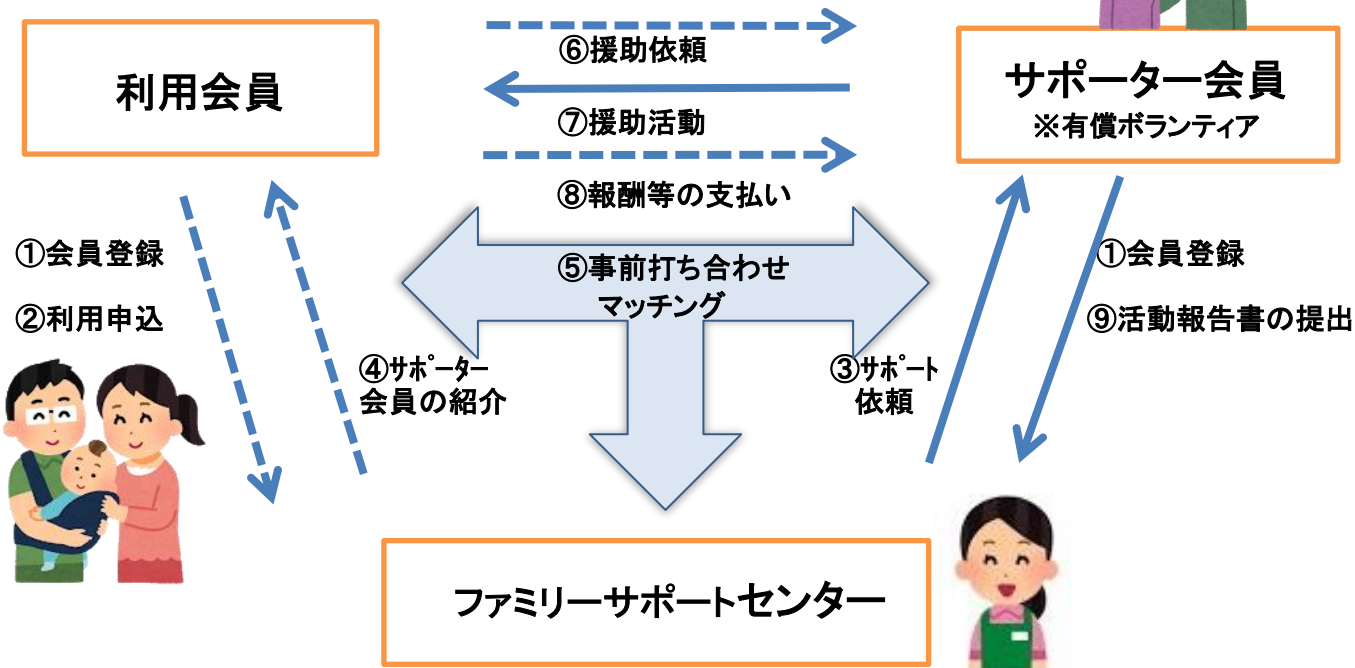 利用会員
⑥援助依頼
⑦援助活動
⑧報酬等の支払い
サポーター会員
※有償ボランティア
①会員登録
②利用申込
④ｻﾎﾟｰﾀｰ
会員の紹介
⑤事前打ち合わせ
マッチング
③ｻﾎﾟｰﾄ
依頼
①会員登録
⑨活動報告書の提出
ファミリーサポートセンター